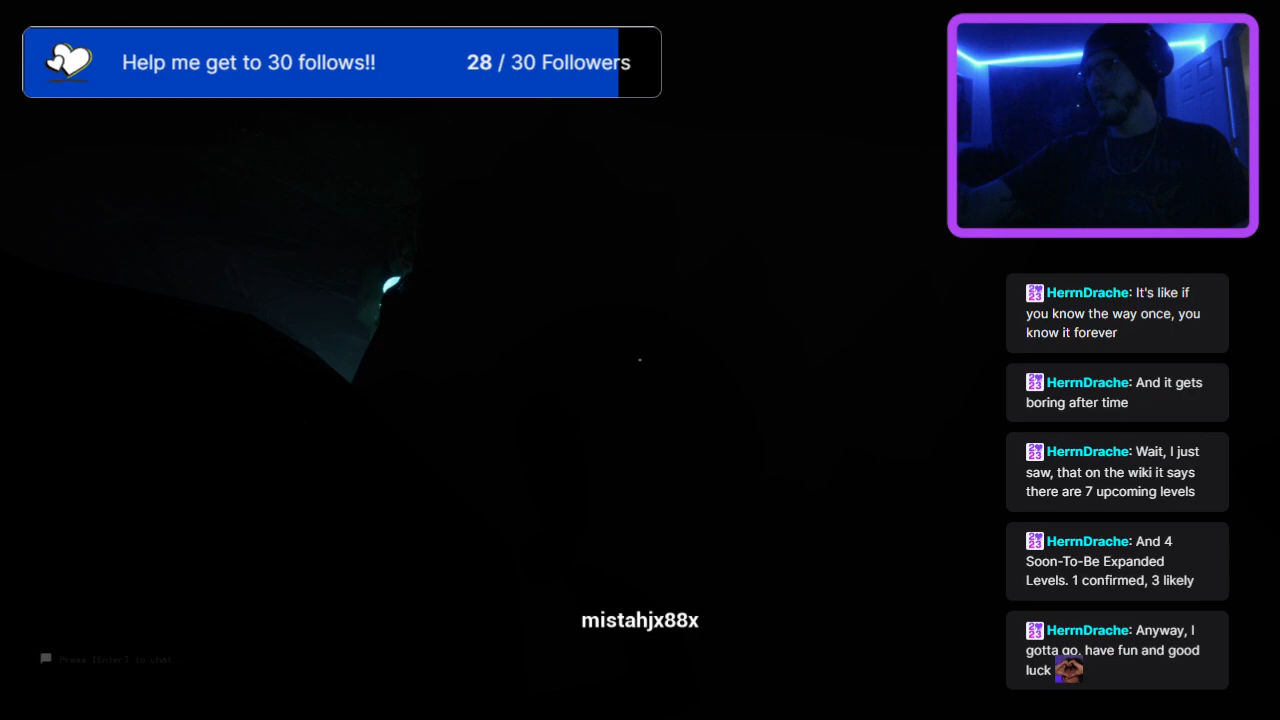 Help me get to 30 follows!! 28 / 30 Followers
HerrnDrache: It's like if
you know the way once, you
know it forever
HerrnDrache: And it gets
boring after time
HerrnDrache: Wait, I just
saw, that on the wiki it says
there are 7 upcoming levels
HerrnDrache: And 4
Soon-To-Be Expanded
Levels. 1 confirmed, 3 likely
HerrnDrache: Anyway, I
gotta go, have fun and good
luck
mistahjx88x
Press [Enter] to chat